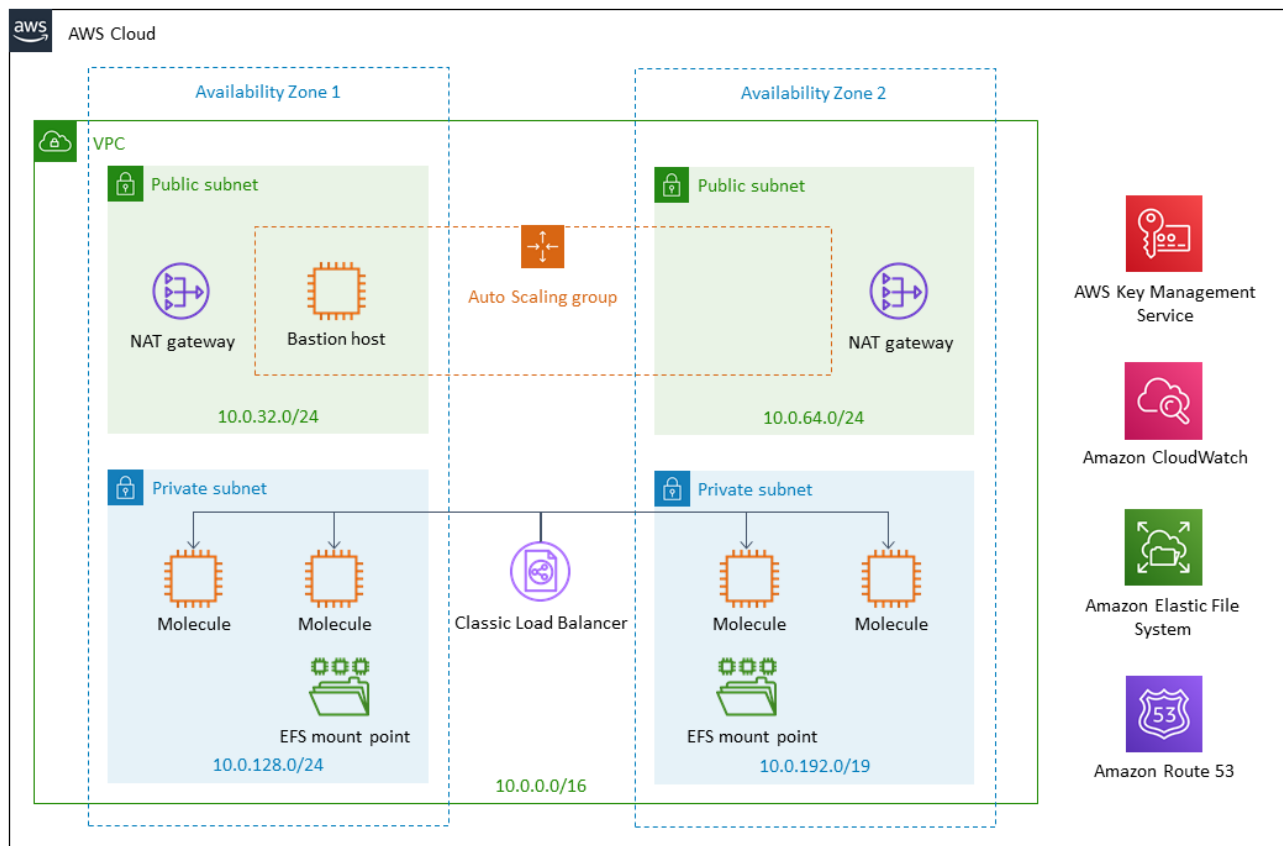 aws
AWS Cloud
Availability Zone 1
Availability Zone 2
VPC
Public subnet
Public subnet
Auto Scaling group
NAT gateway
Bastion host
NAT gateway
10.0.32.0/24
10.0.64.0/24
Private subnet
Private subnet
Molecule
Molecule
Classic Load Balancer
Molecule
Molecule
EFS mount point
EFS mount point
10.0.128.0/24
10.0.192.0/19
10.0.0.0/16
AWS Key Management
Service
Amazon CloudWatch
Amazon Elastic File
System
53
Amazon Route 53